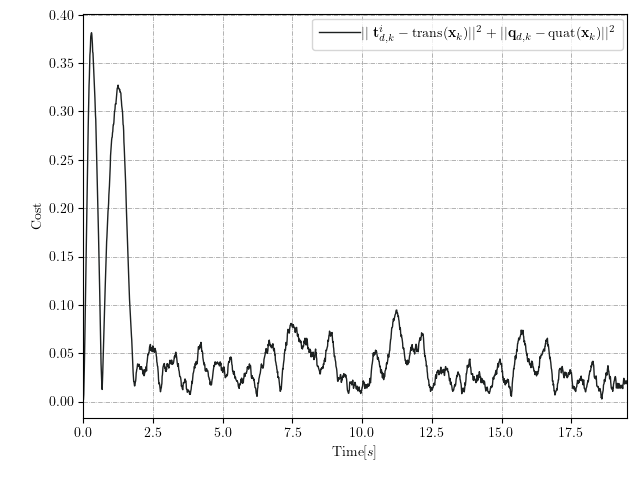 0.40
0.35
0.30
0.25
0.20
0.15
0.10
0.05
0.00
Cost
|| t^i_{d,k} − trans(x_k)||^2 + ||q_{d,k} − quat(x_k)||^2
0.0 2.5 5.0 7.5 10.0 12.5 15.0 17.5
Time[s]